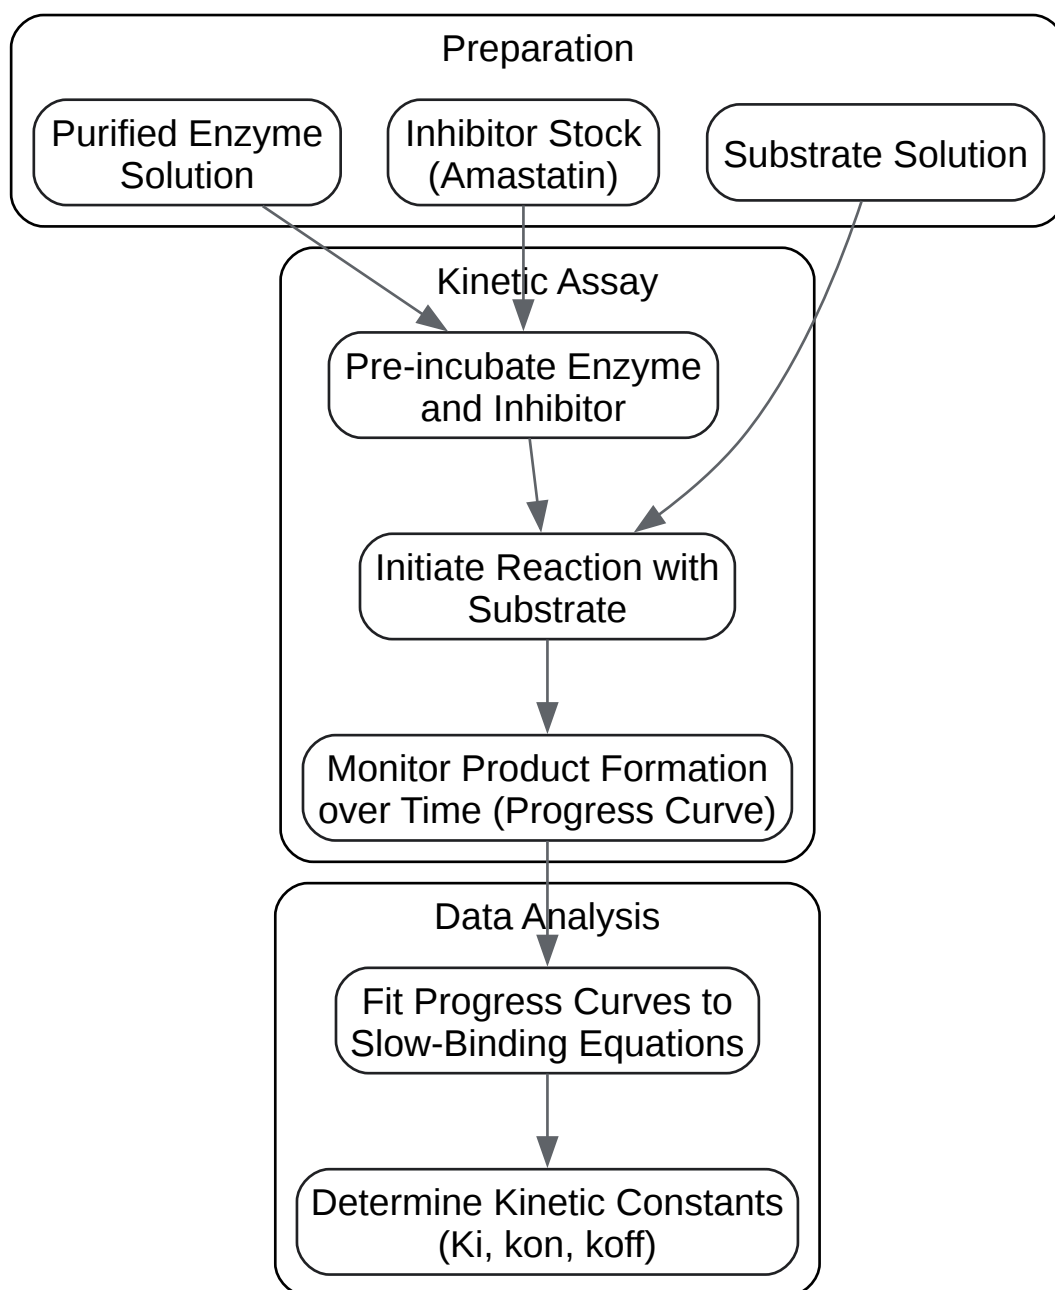 Preparation
Purified Enzyme
Solution
Inhibitor Stock
(Amastatin)
Substrate Solution
Kinetic Assay
Pre-incubate Enzyme
and Inhibitor
Initiate Reaction with
Substrate
Monitor Product Formation
over Time (Progress Curve)
Data Analysis
Fit Progress Curves to
Slow-Binding Equations
Determine Kinetic Constants
(Ki, kon, koff)